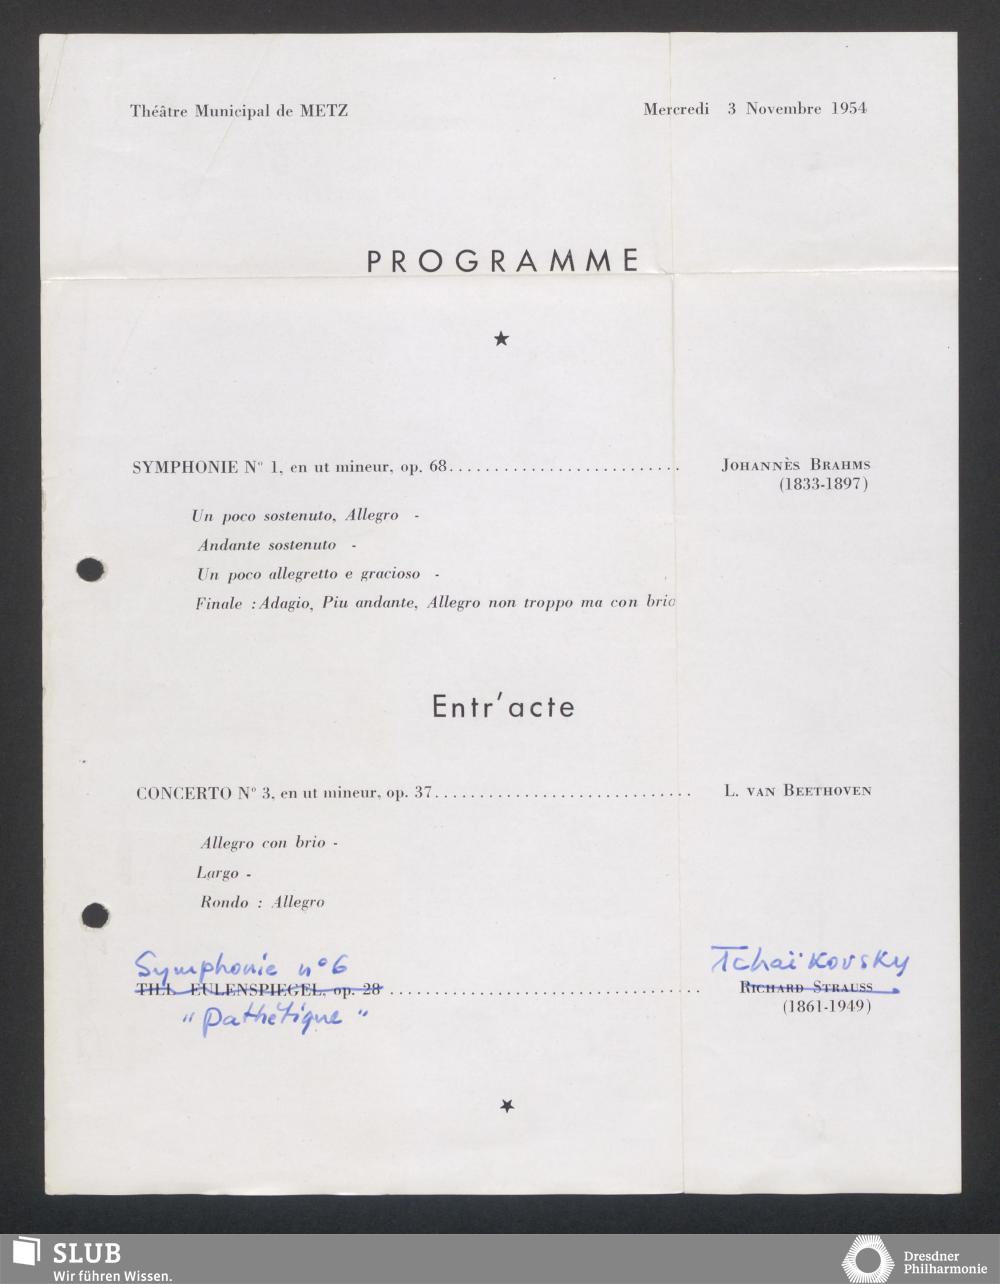 Théâtre Municipal de METZ Mercredi 3 Novembre 1954
PROGRAMME
SYMPHONIE N° 1, en ut mineur, op. 68.......................... JOHANNÈS BRAHMS
(1833-1897)
Un poco sostenuto, Allegro -
Andante sostenuto -
Un poco allegretto e gracioso -
Finale : Adagio, Piu andante, Allegro non troppo ma con brio
Entr'acte
CONCERTO N° 3, en ut mineur, op. 37............................. L. VAN BEETHOVEN
Allegro con brio -
Largo -
Rondo : Allegro
Symphonie n°6 Tchaïkovsky
TILL EULENSPIEGEL, op. 28................................... RICHARD STRAUSS
"Pathétique" (1861-1949)
SLUB
Wir führen Wissen.
Dresdner
Philharmonie